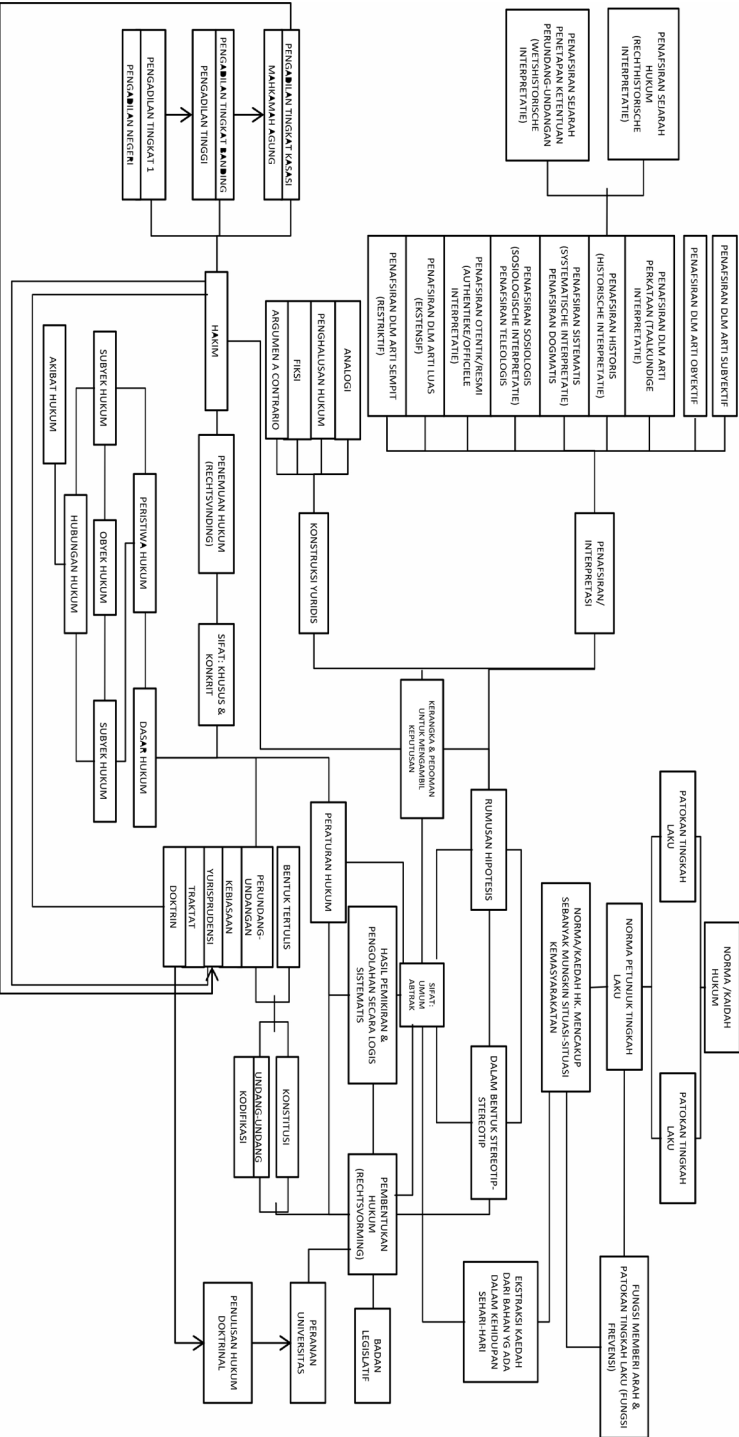 NORMA /KAIDAH
HUKUM
PATOKAN TINGKAH
LAKU
PATOKAN TINGKAH
LAKU
NORMA PETUNJUK TINGKAH
LAKU
FUNGSI MEMBERI ARAH &
PATOKAN TINGKAH LAKU (FUNGSI
FREVENSI)
NORMA/KAEDAH HK. MENCAKUP
SEBANYAK MUNGKIN SITUASI-SITUASI
KEMASYARAKATAN
PENAFSIRAN SEJARAH
HUKUM
(RECHTHISTORISCHE
INTERPRETATIE)
PENAFSIRAN SEJARAH
PENETAPAN KETENTUAN
PERUNDANG-UNDANGAN
(WETSHISTORISCHE
INTERPRETATIE)
PENAFSIRAN DLM ARTI SUBYEKTIF
PENAFSIRAN DLM ARTI OBYEKTIF
PENAFSIRAN DLM ARTI
PERKATAAN (TAALKUNDIGE
INTERPRETATIE)
PENAFSIRAN HISTORIS
(HISTORISCHE INTERPRETATIE)
PENAFSIRAN SISTEMATIS
(SYSTEMATISCHE INTERPRETATIE)
PENAFSIRAN DOGMATIS
PENAFSIRAN SOSIOLOGIS
(SOSIOLOGISCHE INTERPRETATIE)
PENAFSIRAN TELEOLOGIS
PENAFSIRAN OTENTIK/RESMI
(AUTHENTIEKE/OFFICIELE
INTERPRETATIE)
PENAFSIRAN DLM ARTI LUAS
(EKSTENSIF)
PENAFSIRAN DLM ARTI SEMPIT
(RESTRIKTIF)
PENAFSIRAN/
INTERPRETASI
RUMUSAN HIPOTESIS
DALAM BENTUK STEREOTIP-
STEREOTIP
EKSTRAKSI KAEDAH
DARI BAHAN YG ADA
DALAM KEHIDUPAN
SEHARI-HARI
KERANGKA & PEDOMAN
UNTUK MENGAMBIL
KEPUTUSAN
SIFAT:
UMUM
ABTRAK
ANALOGI
PENGHALUSAN HUKUM
FIKSI
ARGUMEN A CONTRARIO
KONSTRUKSI YURIDIS
HASIL PEMIKIRAN &
PENGOLAHAN SECARA LOGIS
SISTEMATIS
PEMBENTUKAN
HUKUM
(RECHTSVORMING)
BADAN
LEGISLATIF
PERATURAN HUKUM
PERANAN
UNIVERSITAS
PENGADILAN TINGKAT KASASI
MAHKAMAH AGUNG
PENGADILAN TINGKAT BANDING
PENGADILAN TINGGI
PENGADILAN TINGKAT 1
PENGADILAN NEGERI
HAKIM
PENEMUAN HUKUM
(RECHTSVINDING)
SIFAT: KHUSUS &
KONKRIT
BENTUK TERTULIS
PERUNDANG-
UNDANGAN
KEBIASAAN
YURISPRUDENSI
TRAKTAT
DOKTRIN
KONSTITUSI
UNDANG-UNDANG
KODIFIKASI
PENULISAN HUKUM
DOKTRINAL
PERISTIWA HUKUM
DASAR HUKUM
SUBYEK HUKUM
OBYEK HUKUM
SUBYEK HUKUM
HUBUNGAN HUKUM
AKIBAT HUKUM